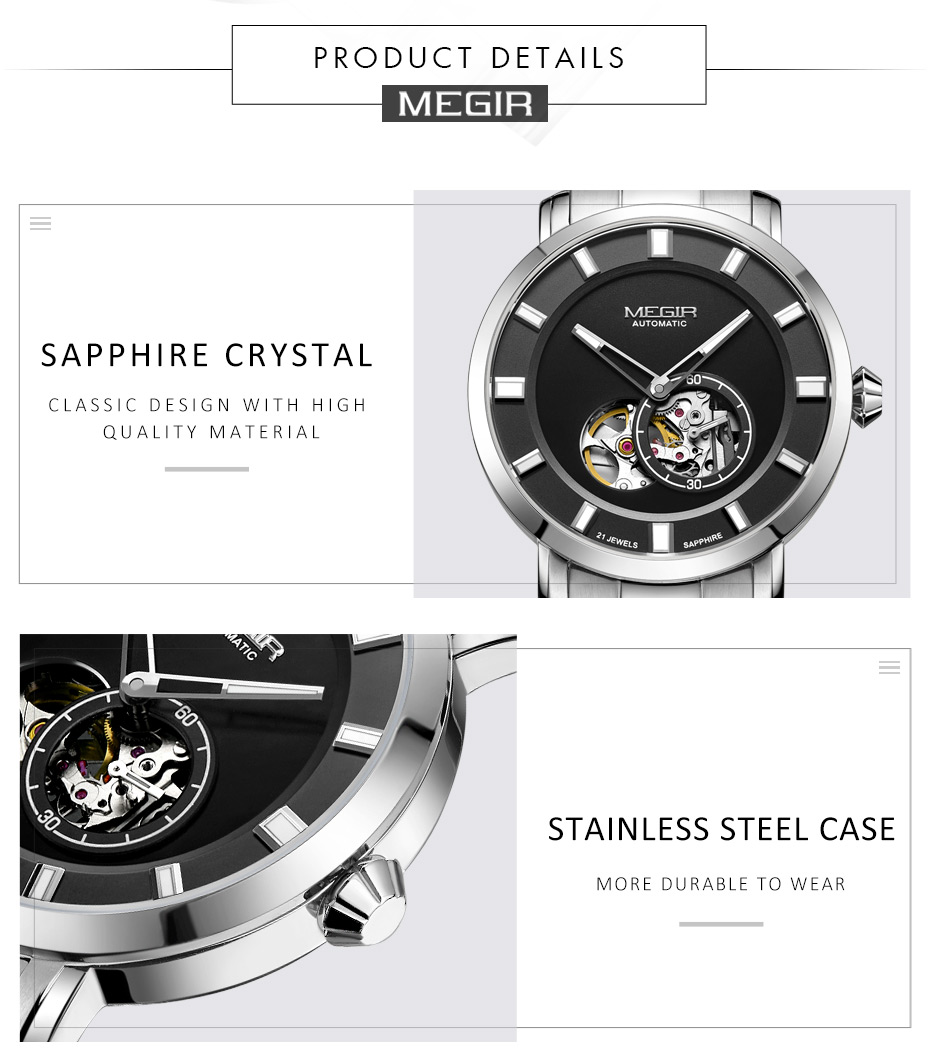 PRODUCT DETAILS
MEGIR
SAPPHIRE CRYSTAL
CLASSIC DESIGN WITH HIGH
QUALITY MATERIAL
MEGIR
AUTOMATIC
60
30
21 JEWELS
SAPPHIRE
GIR
MATIC
60
30
STAINLESS STEEL CASE
MORE DURABLE TO WEAR